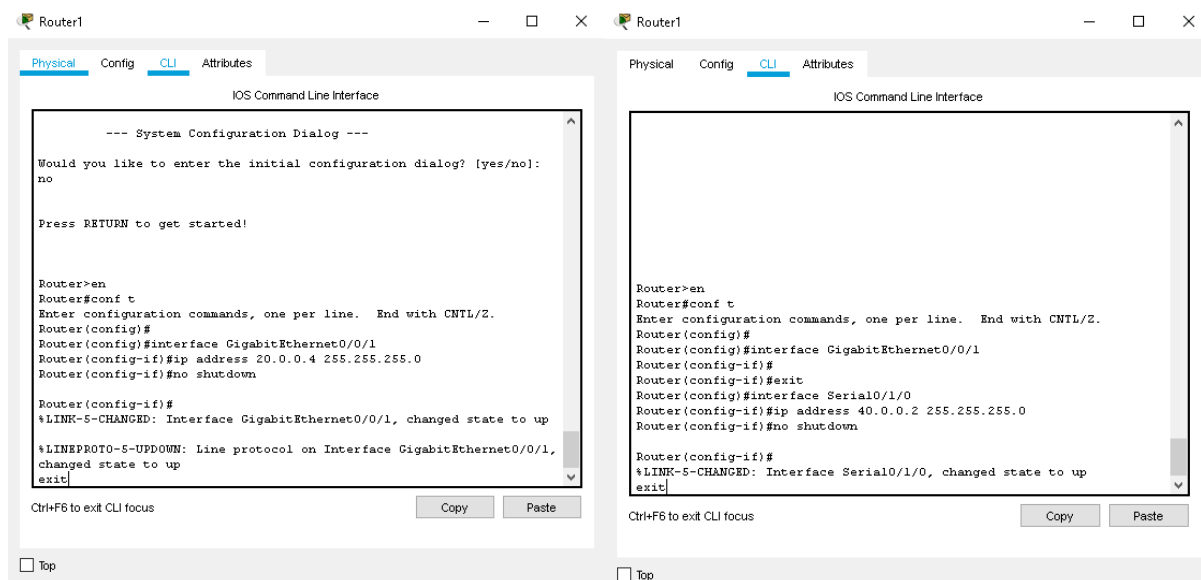 Router1
Physical Config CLI Attributes
IOS Command Line Interface
--- System Configuration Dialog ---
Would you like to enter the initial configuration dialog? [yes/no]:
no
Press RETURN to get started!
Router>en
Router#conf t
Enter configuration commands, one per line.  End with CNTL/Z.
Router(config)#
Router(config)#interface GigabitEthernet0/0/1
Router(config-if)#ip address 20.0.0.4 255.255.255.0
Router(config-if)#no shutdown
Router(config-if)#
%LINK-5-CHANGED: Interface GigabitEthernet0/0/1, changed state to up
%LINEPROTO-5-UPDOWN: Line protocol on Interface GigabitEthernet0/0/1,
changed state to up
exit
Ctrl+F6 to exit CLI focus
Copy Paste
Top
Router1
Physical Config CLI Attributes
IOS Command Line Interface
Router>en
Router#conf t
Enter configuration commands, one per line.  End with CNTL/Z.
Router(config)#
Router(config)#interface GigabitEthernet0/0/1
Router(config-if)#
Router(config-if)#exit
Router(config)#interface Serial0/1/0
Router(config-if)#ip address 40.0.0.2 255.255.255.0
Router(config-if)#no shutdown
Router(config-if)#
%LINK-5-CHANGED: Interface Serial0/1/0, changed state to up
exit
Ctrl+F6 to exit CLI focus
Copy Paste
Top